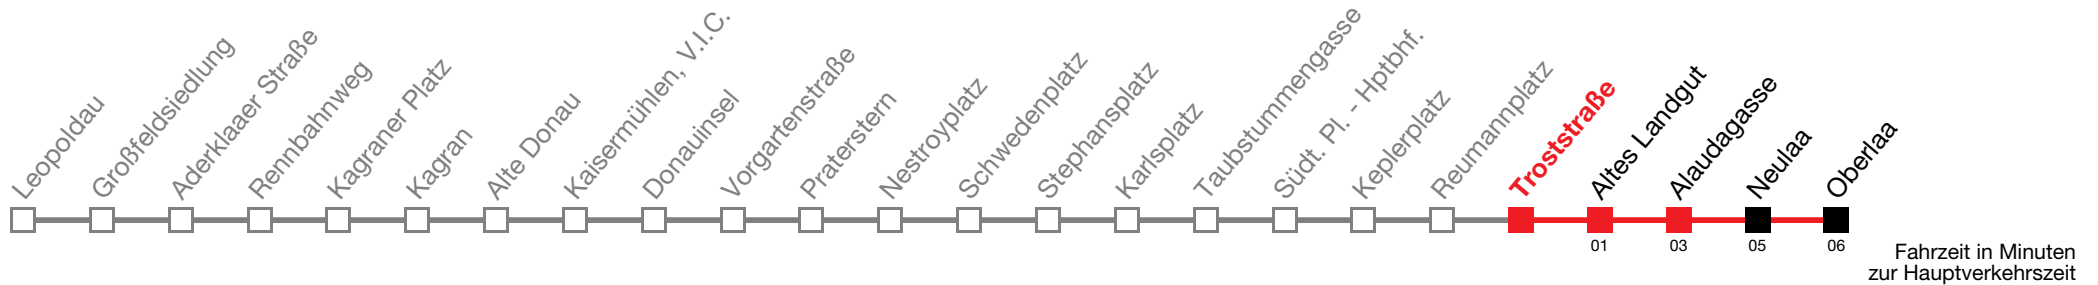 Leopoldau
Großfeldsiedlung
Aderklaaer Straße
Rennbahnweg
Kagraner Platz
Kagran
Alte Donau
Kaisermühlen, V.I.C.
Donauinsel
Vorgartenstraße
Praterstern
Nestroyplatz
Schwedenplatz
Stephansplatz
Karlsplatz
Taubstummengasse
Südt. Pl. - Hptbhf.
Keplerplatz
Reumannplatz
Troststraße
Altes Landgut
Alaudagasse
Neulaa
Oberlaa
01
03
05
06
Fahrzeit in Minuten
zur Hauptverkehrszeit